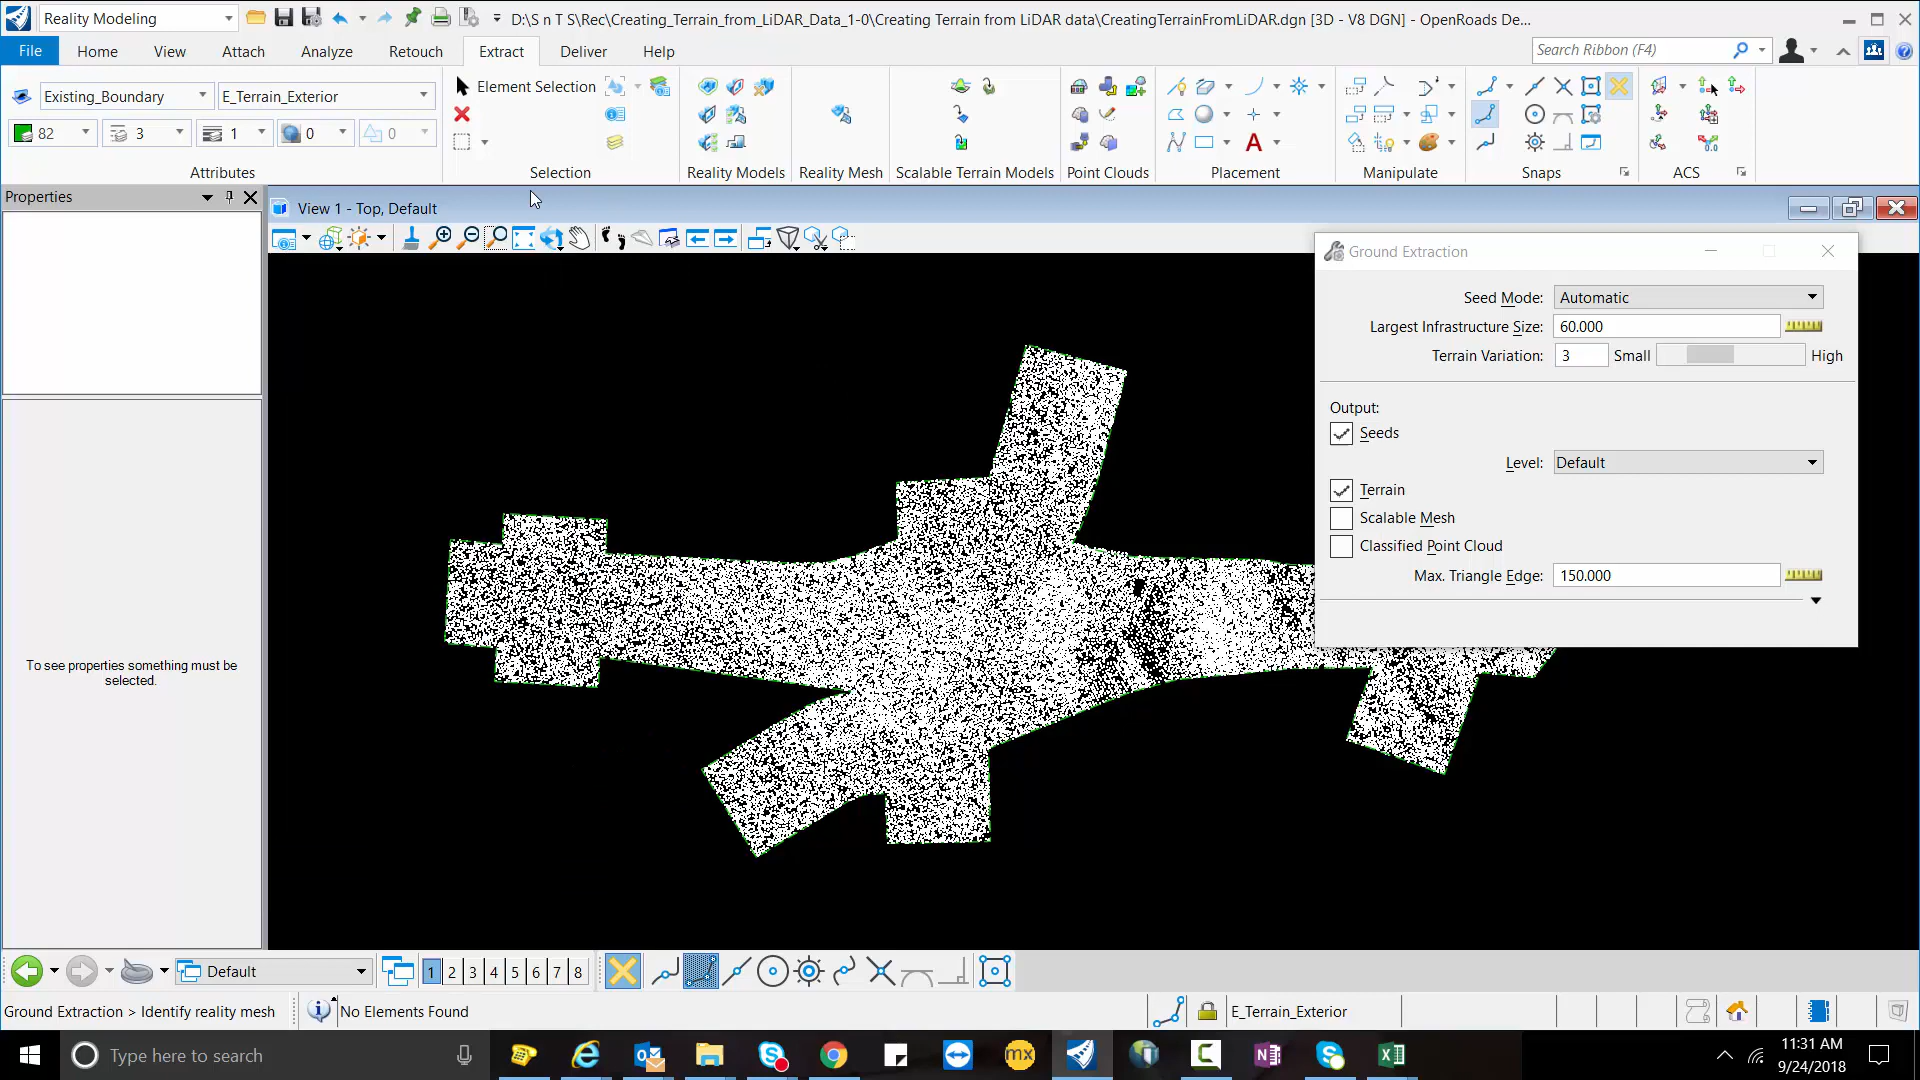 Reality Modeling
D:\S n T S\Rec\Creating_Terrain_from_LiDAR_Data_1-0\Creating Terrain from LiDAR data\CreatingTerrainFromLiDAR.dgn [3D - V8 DGN] - OpenRoads De...
File Home View Attach Analyze Retouch Extract Deliver Help
Search Ribbon (F4)
Existing_Boundary E_Terrain_Exterior
Element Selection
82 3 1 0 0
Attributes Selection Reality Models Reality Mesh Scalable Terrain Models Point Clouds Placement Manipulate Snaps ACS
Properties
View 1 - Top, Default
Ground Extraction
Seed Mode: Automatic
Largest Infrastructure Size: 60.000
Terrain Variation: 3 Small High
Output:
Seeds
Level: Default
Terrain
Scalable Mesh
Classified Point Cloud
Max. Triangle Edge: 150.000
To see properties something must be
selected.
Default 1 2 3 4 5 6 7 8
Ground Extraction > Identify reality mesh No Elements Found E_Terrain_Exterior
Type here to search
mx
11:31 AM
9/24/2018